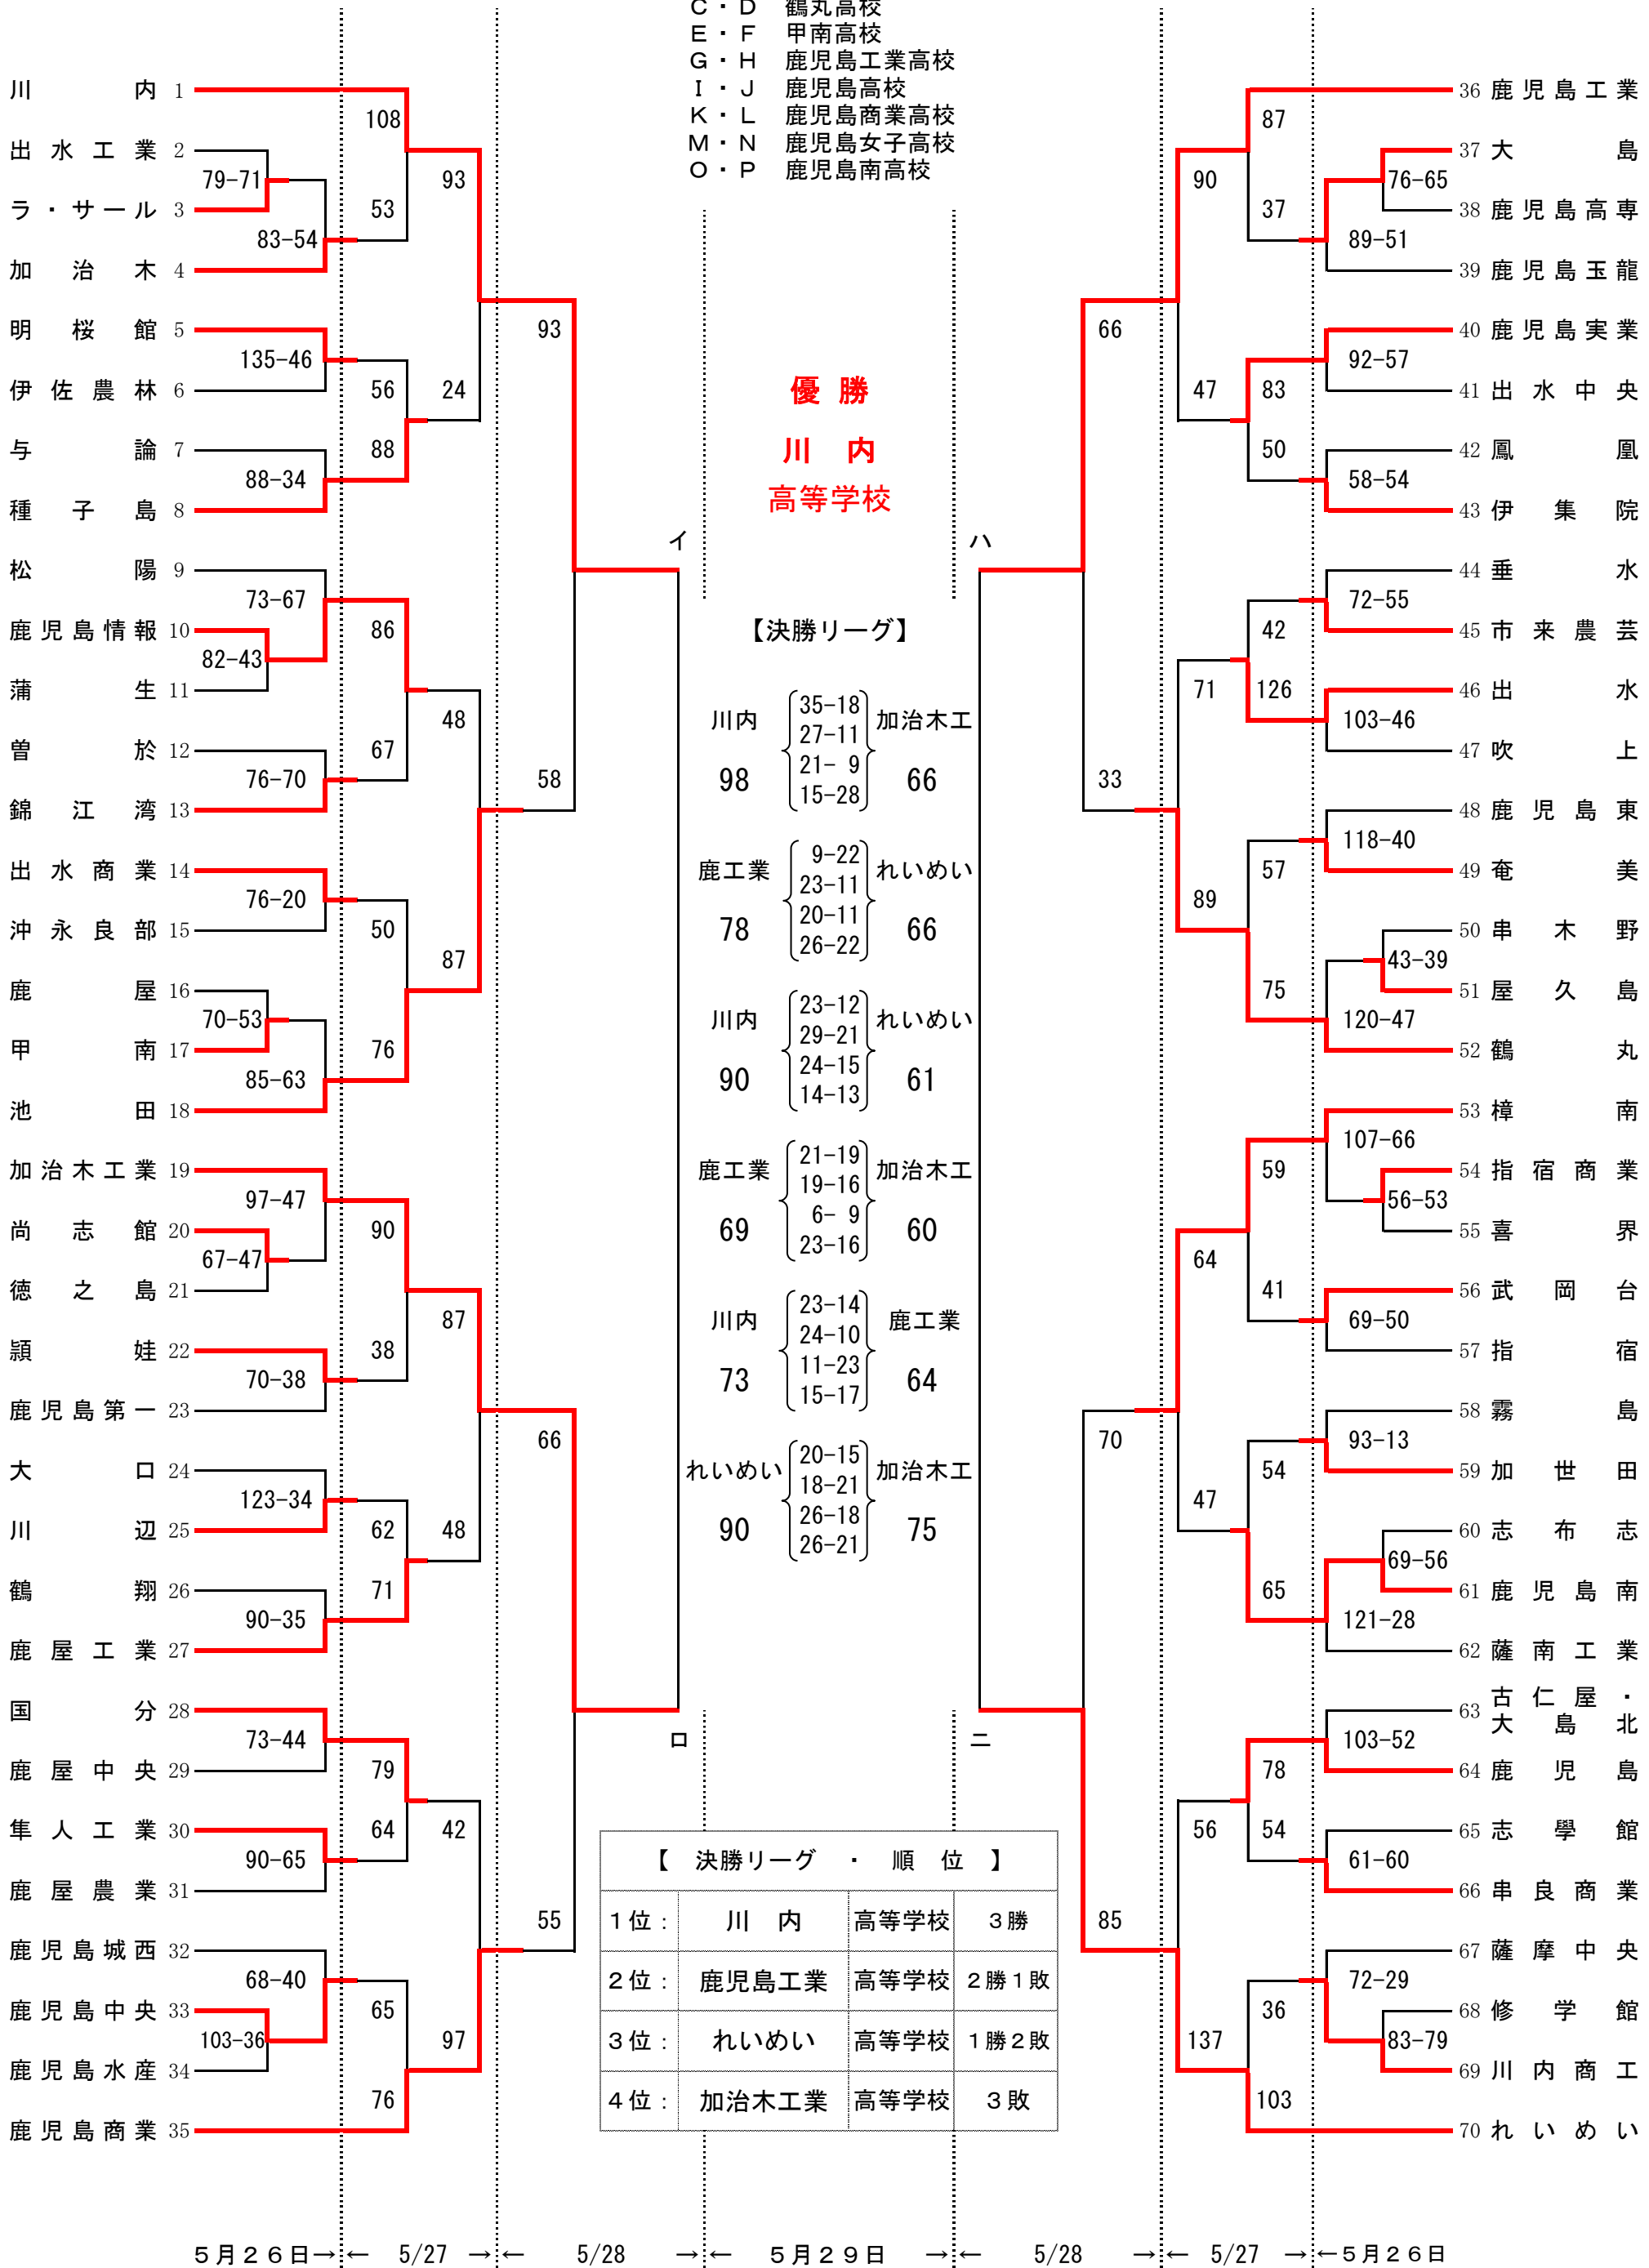 C・D 鶴丸高校
E・F 甲南高校
G・H 鹿児島工業高校
I・J 鹿児島高校
K・L 鹿児島商業高校
M・N 鹿児島女子高校
O・P 鹿児島南高校
川内 1
108
出水工業 2
79-71
93
ラ・サール 3
53
83-54
加治木 4
明桜館 5
93
135-46
伊佐農林 6
56
24
与論 7
88
88-34
種子島 8
松陽 9
73-67
鹿児島情報 10
86
82-43
蒲生 11
48
曽於 12
67
76-70
58
錦江湾 13
出水商業 14
76-20
沖永良部 15
50
87
鹿屋 16
70-53
甲南 17
76
85-63
池田 18
加治木工業 19
97-47
尚志館 20
90
67-47
徳之島 21
87
頴娃 22
38
70-38
鹿児島第一 23
66
大口 24
123-34
川辺 25
62
48
鶴翔 26
71
90-35
鹿屋工業 27
国分 28
73-44
鹿屋中央 29
79
隼人工業 30
64
42
90-65
鹿屋農業 31
55
鹿児島城西 32
68-40
鹿児島中央 33
65
103-36
97
鹿児島水産 34
76
鹿児島商業 35
優勝
川内
高等学校
イ
ハ
【決勝リーグ】
川内 35-18 加治木工
27-11
98 21- 9 66
15-28
鹿工業 9-22 れいめい
23-11
78 20-11 66
26-22
川内 23-12 れいめい
29-21
90 24-15 61
14-13
鹿工業 21-19 加治木工
19-16
69 6- 9 60
23-16
川内 23-14 鹿工業
24-10
73 11-23 64
15-17
れいめい 20-15 加治木工
18-21
90 26-18 75
26-21
ロ
ニ
【 決勝リーグ ・ 順 位 】
1位: 川内 高等学校 3勝
2位: 鹿児島工業 高等学校 2勝1敗
3位: れいめい 高等学校 1勝2敗
4位: 加治木工業 高等学校 3敗
36 鹿児島工業
87
37 大島
90
76-65
37
38 鹿児島高専
89-51
39 鹿児島玉龍
66
40 鹿児島実業
92-57
47
83
41 出水中央
50
42 鳳凰
58-54
43 伊集院
44 垂水
72-55
42
45 市来農芸
71
126
46 出水
103-46
33
47 吹上
48 鹿児島東
118-40
57
49 奄美
89
50 串木野
43-39
75
51 屋久島
120-47
52 鶴丸
53 樟南
107-66
59
54 指宿商業
56-53
64
55 喜界
41
56 武岡台
69-50
57 指宿
70
58 霧島
93-13
54
59 加世田
47
60 志布志
69-56
65
61 鹿児島南
121-28
62 薩南工業
63 古仁屋・
大島北
103-52
78
64 鹿児島
56
54
65 志學館
61-60
66 串良商業
85
67 薩摩中央
72-29
36
68 修学館
137
83-79
69 川内商工
103
70 れいめい
5月26日→ ← 5/27 → ← 5/28 → ← 5月29日 → ← 5/28 → ← 5/27 → ←5月26日